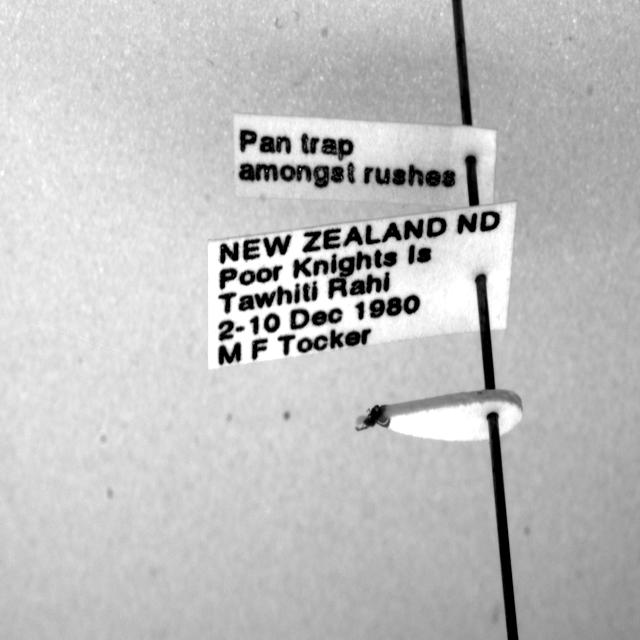 Pan trap
amongst rushes
NEW ZEALAND ND
Poor Knights Is
Tawhiti Rahi
2-10 Dec 1980
M F Tocker